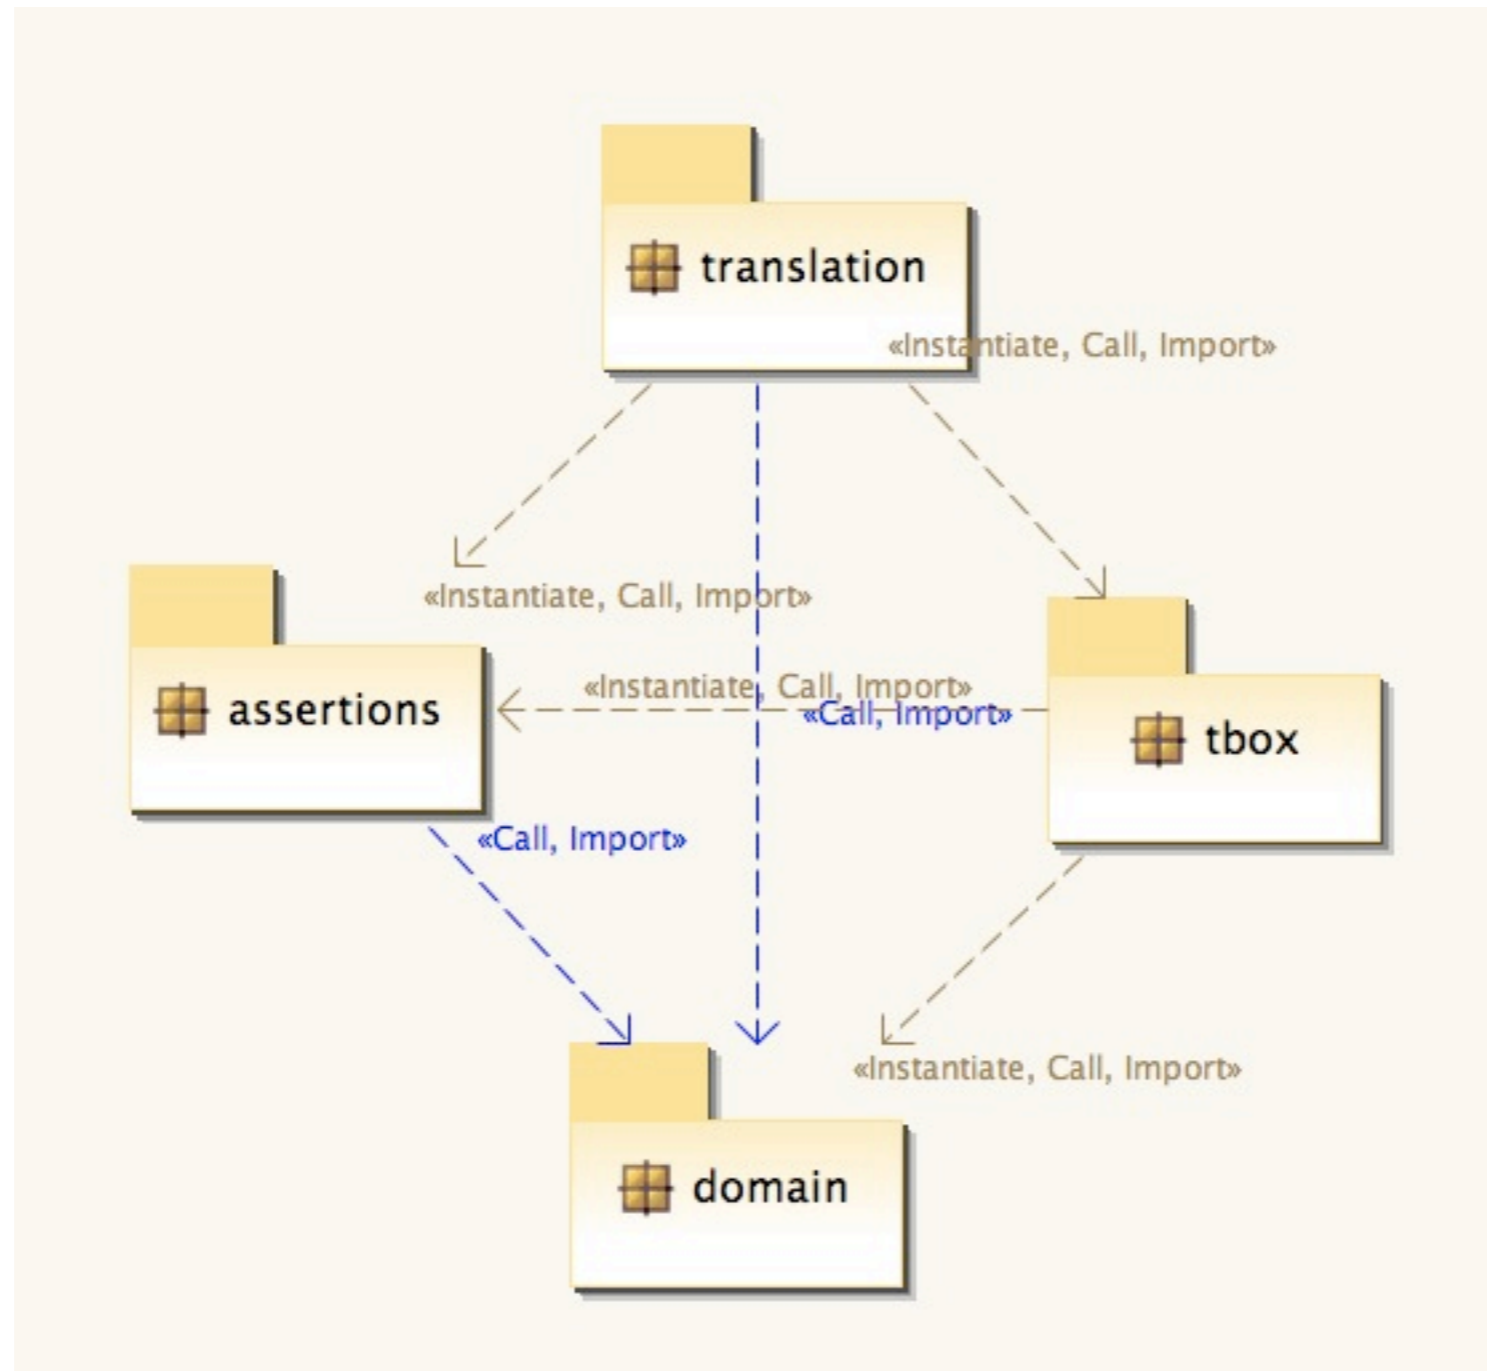 translation
«Instantiate, Call, Import»
«Instantiate, Call, Import»
«Instantiate, Call, Import»
«Call, Import»
assertions
tbox
«Call, Import»
«Instantiate, Call, Import»
domain